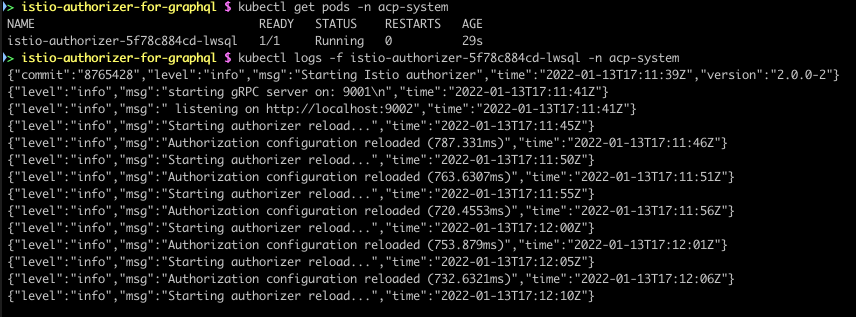 > istio-authorizer-for-graphql $ kubectl get pods -n acp-system
NAME READY STATUS RESTARTS AGE
istio-authorizer-5f78c884cd-lwsql 1/1 Running 0 29s
> istio-authorizer-for-graphql $ kubectl logs -f istio-authorizer-5f78c884cd-lwsql -n acp-system
{"commit":"8765428","level":"info","msg":"Starting Istio authorizer","time":"2022-01-13T17:11:39Z","version":"2.0.0-2"}
{"level":"info","msg":"starting gRPC server on: 9001\n","time":"2022-01-13T17:11:41Z"}
{"level":"info","msg":" listening on http://localhost:9002","time":"2022-01-13T17:11:41Z"}
{"level":"info","msg":"Starting authorizer reload...","time":"2022-01-13T17:11:45Z"}
{"level":"info","msg":"Authorization configuration reloaded (787.331ms)","time":"2022-01-13T17:11:46Z"}
{"level":"info","msg":"Starting authorizer reload...","time":"2022-01-13T17:11:50Z"}
{"level":"info","msg":"Authorization configuration reloaded (763.6307ms)","time":"2022-01-13T17:11:51Z"}
{"level":"info","msg":"Starting authorizer reload...","time":"2022-01-13T17:11:55Z"}
{"level":"info","msg":"Authorization configuration reloaded (720.4553ms)","time":"2022-01-13T17:11:56Z"}
{"level":"info","msg":"Starting authorizer reload...","time":"2022-01-13T17:12:00Z"}
{"level":"info","msg":"Authorization configuration reloaded (753.879ms)","time":"2022-01-13T17:12:01Z"}
{"level":"info","msg":"Starting authorizer reload...","time":"2022-01-13T17:12:05Z"}
{"level":"info","msg":"Authorization configuration reloaded (732.6321ms)","time":"2022-01-13T17:12:06Z"}
{"level":"info","msg":"Starting authorizer reload...","time":"2022-01-13T17:12:10Z"}